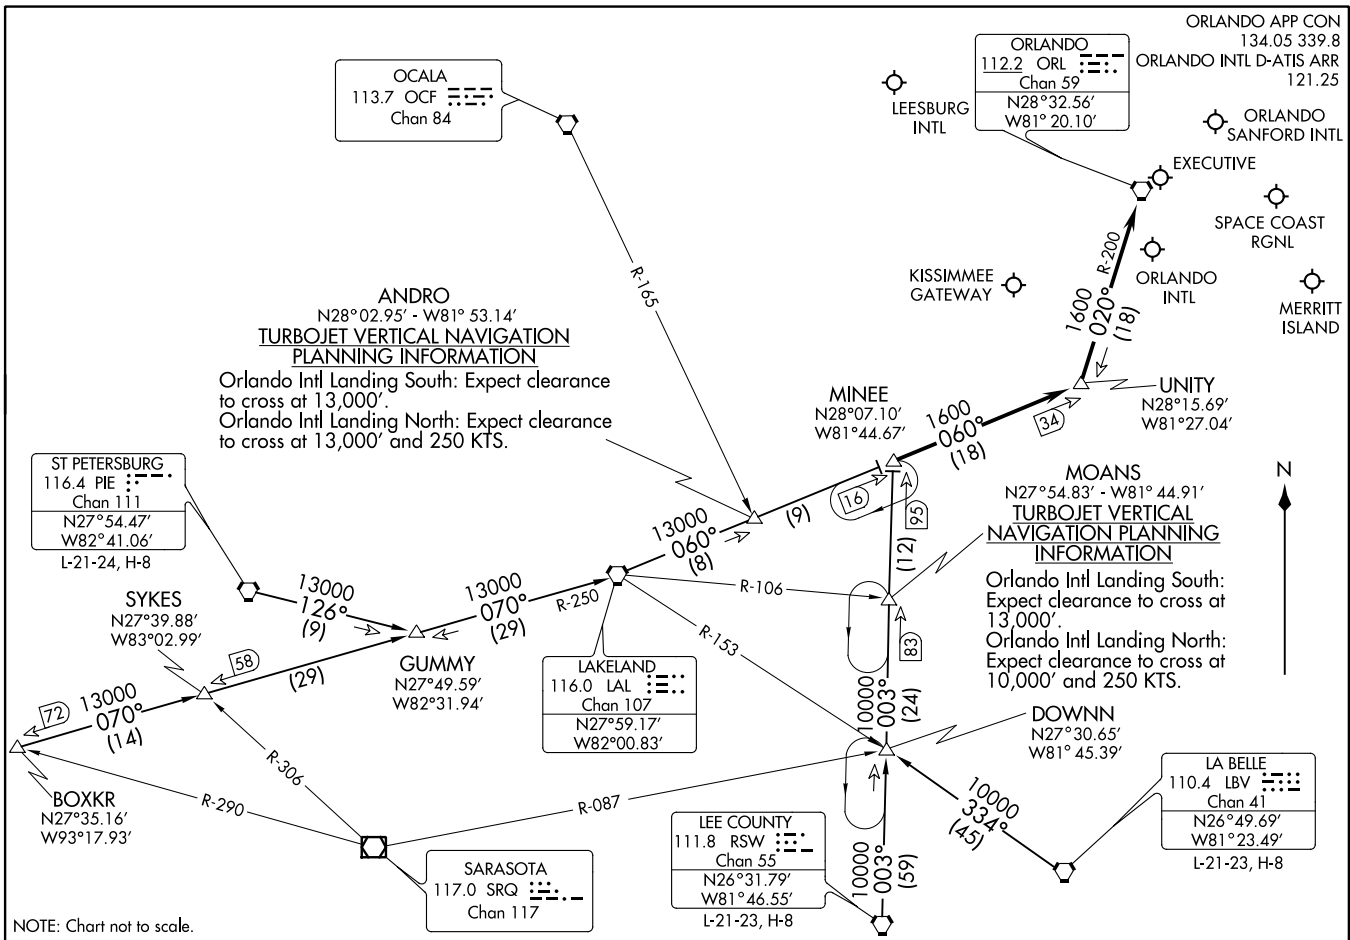 ORLANDO APP CON
134.05 339.8
ORLANDO INTL D-ATIS ARR
121.25
ORLANDO
112.2 ORL
Chan 59
N28°32.56′
W81°20.10′
OCALA
113.7 OCF
Chan 84
LEESBURG
INTL
ORLANDO
SANFORD INTL
EXECUTIVE
SPACE COAST
RGNL
KISSIMMEE
GATEWAY
ORLANDO
INTL
MERRITT
ISLAND
R-200
1600
020°
(18)
R-165
ANDRO
N28°02.95′ - W81°53.14′
TURBOJET VERTICAL NAVIGATION
PLANNING INFORMATION
Orlando Intl Landing South: Expect clearance
to cross at 13,000′.
Orlando Intl Landing North: Expect clearance
to cross at 13,000′ and 250 KTS.
MINEE
N28°07.10′
W81°44.67′
1600
060°
(18)
34
UNITY
N28°15.69′
W81°27.04′
ST PETERSBURG
116.4 PIE
Chan 111
N27°54.47′
W82°41.06′
L-21-24, H-8
13000
126°
(9)
13000
070°
(29)
R-250
13000
060°
(8)
(9)
16
95
(12)
MOANS
N27°54.83′ - W81°44.91′
TURBOJET VERTICAL
NAVIGATION PLANNING
INFORMATION
Orlando Intl Landing South:
Expect clearance to cross at
13,000′.
Orlando Intl Landing North:
Expect clearance to cross at
10,000′ and 250 KTS.
N
R-106
R-153
83
SYKES
N27°39.88′
W83°02.99′
58
(29)
GUMMY
N27°49.59′
W82°31.94′
LAKELAND
116.0 LAL
Chan 107
N27°59.17′
W82°00.83′
72
13000
070°
(14)
10000
003°
(24)
DOWNN
N27°30.65′
W81°45.39′
BOXKR
N27°35.16′
W93°17.93′
R-306
R-290
R-087
SARASOTA
117.0 SRQ
Chan 117
LEE COUNTY
111.8 RSW
Chan 55
N26°31.79′
W81°46.55′
L-21-23, H-8
10000
003°
(59)
10000
334°
(45)
LA BELLE
110.4 LBV
Chan 41
N26°49.69′
W81°23.49′
L-21-23, H-8
NOTE: Chart not to scale.